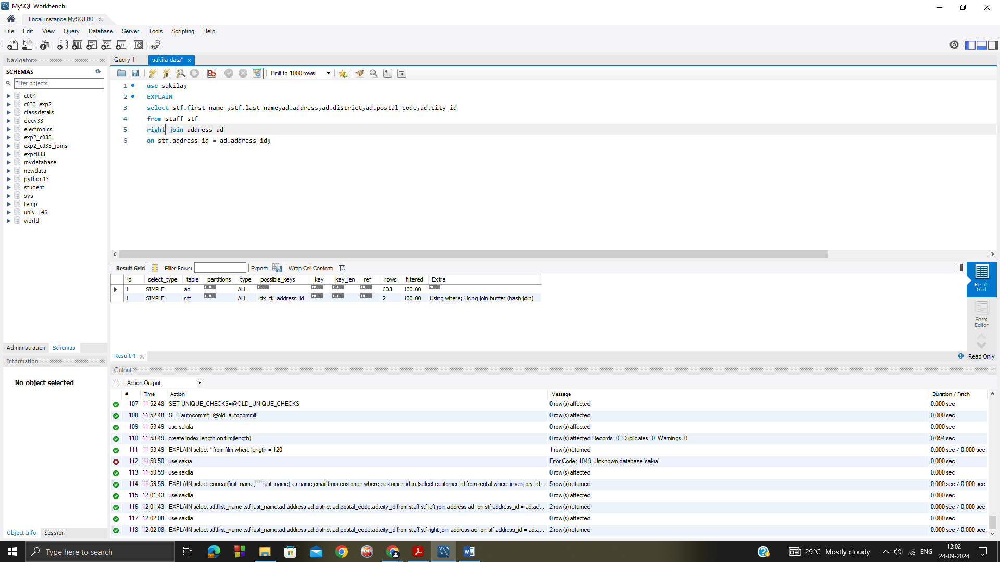 MySQL Workbench
Local instance MySQL80
File Edit View Query Database Server Tools Scripting Help
Navigator
SCHEMAS
Filter objects
c004
c033_exp2
classdetails
deev33
electronics
exp2_c033
exp2_c033_joins
expc033
mydatabase
newdata
python13
student
sys
temp
univ_146
world
Administration Schemas
Information
No object selected
Object Info Session
Query 1 sakila-data*
Limit to 1000 rows
1 use sakila;
2 EXPLAIN
3 select stf.first_name ,stf.last_name,ad.address,ad.district,ad.postal_code,ad.city_id
4 from staff stf
5 right join address ad
6 on stf.address_id = ad.address_id;
Result Grid Filter Rows: Export: Wrap Cell Content:
id select_type table partitions type possible_keys key key_len ref rows filtered Extra
1 SIMPLE ad NULL ALL NULL NULL NULL NULL 603 100.00 NULL
1 SIMPLE stf NULL ALL idx_fk_address_id NULL NULL NULL 2 100.00 Using where; Using join buffer (hash join)
Result
Grid
Form
Editor
Result 4
Read Only
Output
Action Output
# Time Action Message Duration / Fetch
107 11:52:48 SET UNIQUE_CHECKS=@OLD_UNIQUE_CHECKS 0 row(s) affected 0.000 sec
108 11:52:48 SET autocommit=@old_autocommit 0 row(s) affected 0.000 sec
109 11:53:49 use sakila 0 row(s) affected 0.000 sec
110 11:53:49 create index length on film(length) 0 row(s) affected Records: 0 Duplicates: 0 Warnings: 0 0.094 sec
111 11:53:49 EXPLAIN select * from film where length = 120 1 row(s) returned 0.000 sec / 0.000 sec
112 11:59:50 use sakia Error Code: 1049. Unknown database 'sakia' 0.000 sec
113 11:59:59 use sakila 0 row(s) affected 0.000 sec
114 11:59:59 EXPLAIN select concat(first_name," ",last_name) as name,email from customer where customer_id in (select customer_id from rental where inventory_id... 5 row(s) returned 0.000 sec / 0.000 sec
115 12:01:43 use sakila 0 row(s) affected 0.000 sec
116 12:01:43 EXPLAIN select stf.first_name ,stf.last_name,ad.address,ad.district,ad.postal_code,ad.city_id from staff stf left join address ad on stf.address_id = ad.ad... 2 row(s) returned 0.000 sec / 0.000 sec
117 12:02:08 use sakila 0 row(s) affected 0.000 sec
118 12:02:08 EXPLAIN select stf.first_name ,stf.last_name,ad.address,ad.district,ad.postal_code,ad.city_id from staff stf right join address ad on stf.address_id = ad.a... 2 row(s) returned 0.000 sec / 0.000 sec
Type here to search
29°C Mostly cloudy
ENG
12:02
24-09-2024